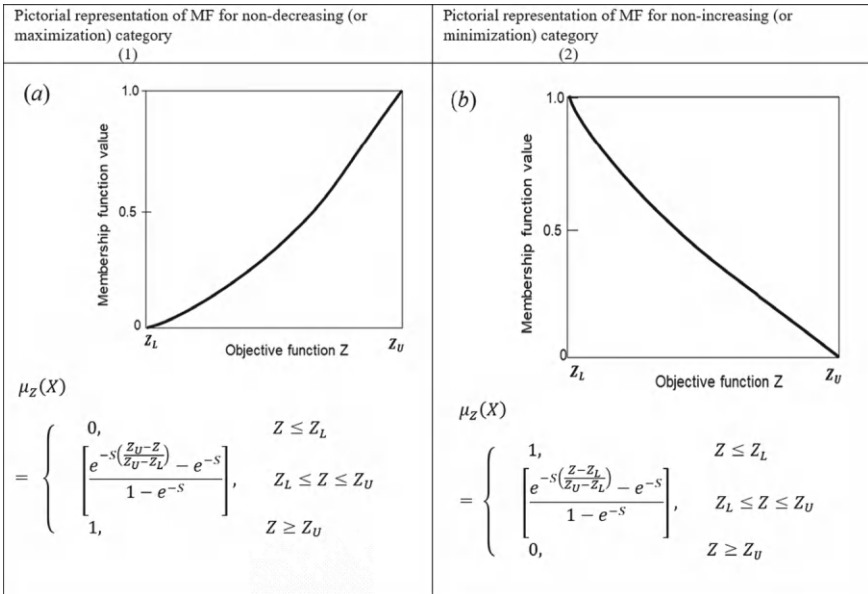 Pictorial representation of MF for non-decreasing (or
maximization) category
(1)
Pictorial representation of MF for non-increasing (or
minimization) category
(2)
(a)
1.0
0.5
0
Membership function value
Z_L
Objective function Z
Z_U
μ_Z(X)
= { 0, Z ≤ Z_L
[ (e^{-S((Z_U-Z)/(Z_U-Z_L))} - e^{-S}) / (1 - e^{-S}) ], Z_L ≤ Z ≤ Z_U
1, Z ≥ Z_U
(b)
1.0
0.5
0
Membership function value
Z_L
Objective function Z
Z_U
μ_Z(X)
= { 1, Z ≤ Z_L
[ (e^{-S((Z-Z_L)/(Z_U-Z_L))} - e^{-S}) / (1 - e^{-S}) ], Z_L ≤ Z ≤ Z_U
0, Z ≥ Z_U